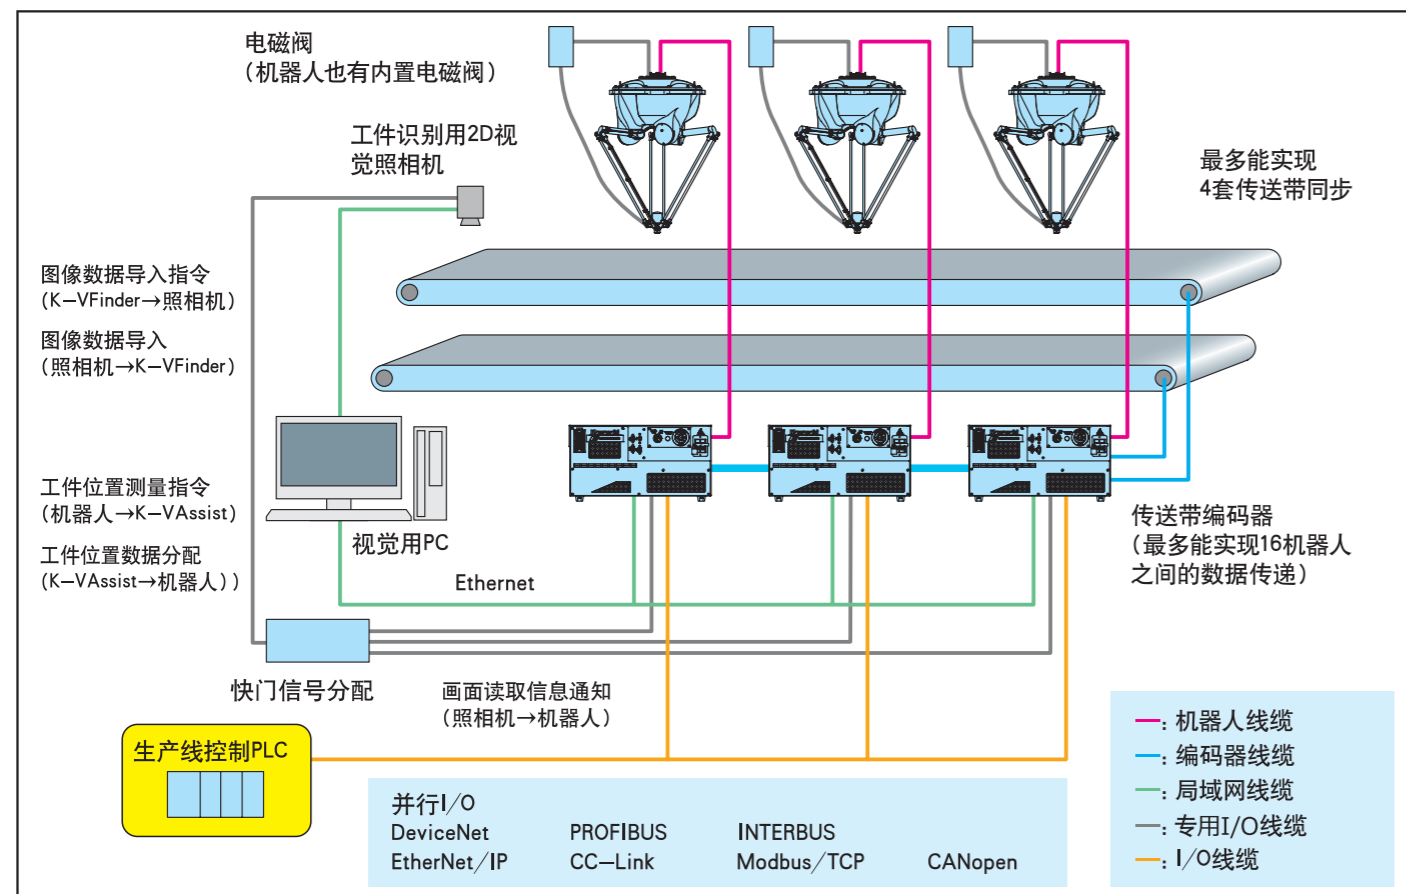 电磁阀
（机器人也有内置电磁阀）
工件识别用2D视
觉照相机
最多能实现
4套传送带同步
图像数据导入指令
(K—VFinder→照相机)
图像数据导入
(照相机→K—VFinder)
工件位置测量指令
(机器人→K—VAssist)
工件位置数据分配
(K—VAssist→机器人))
视觉用PC
Ethernet
传送带编码器
（最多能实现16机器人
之间的数据传递）
快门信号分配
画面读取信息通知
(照相机→机器人)
生产线控制PLC
并行I/O
DeviceNet PROFIBUS INTERBUS
EtherNet/IP CC—Link Modbus/TCP CANopen
—: 机器人线缆
—: 编码器线缆
—: 局域网线缆
—: 专用I/O线缆
—: I/O线缆